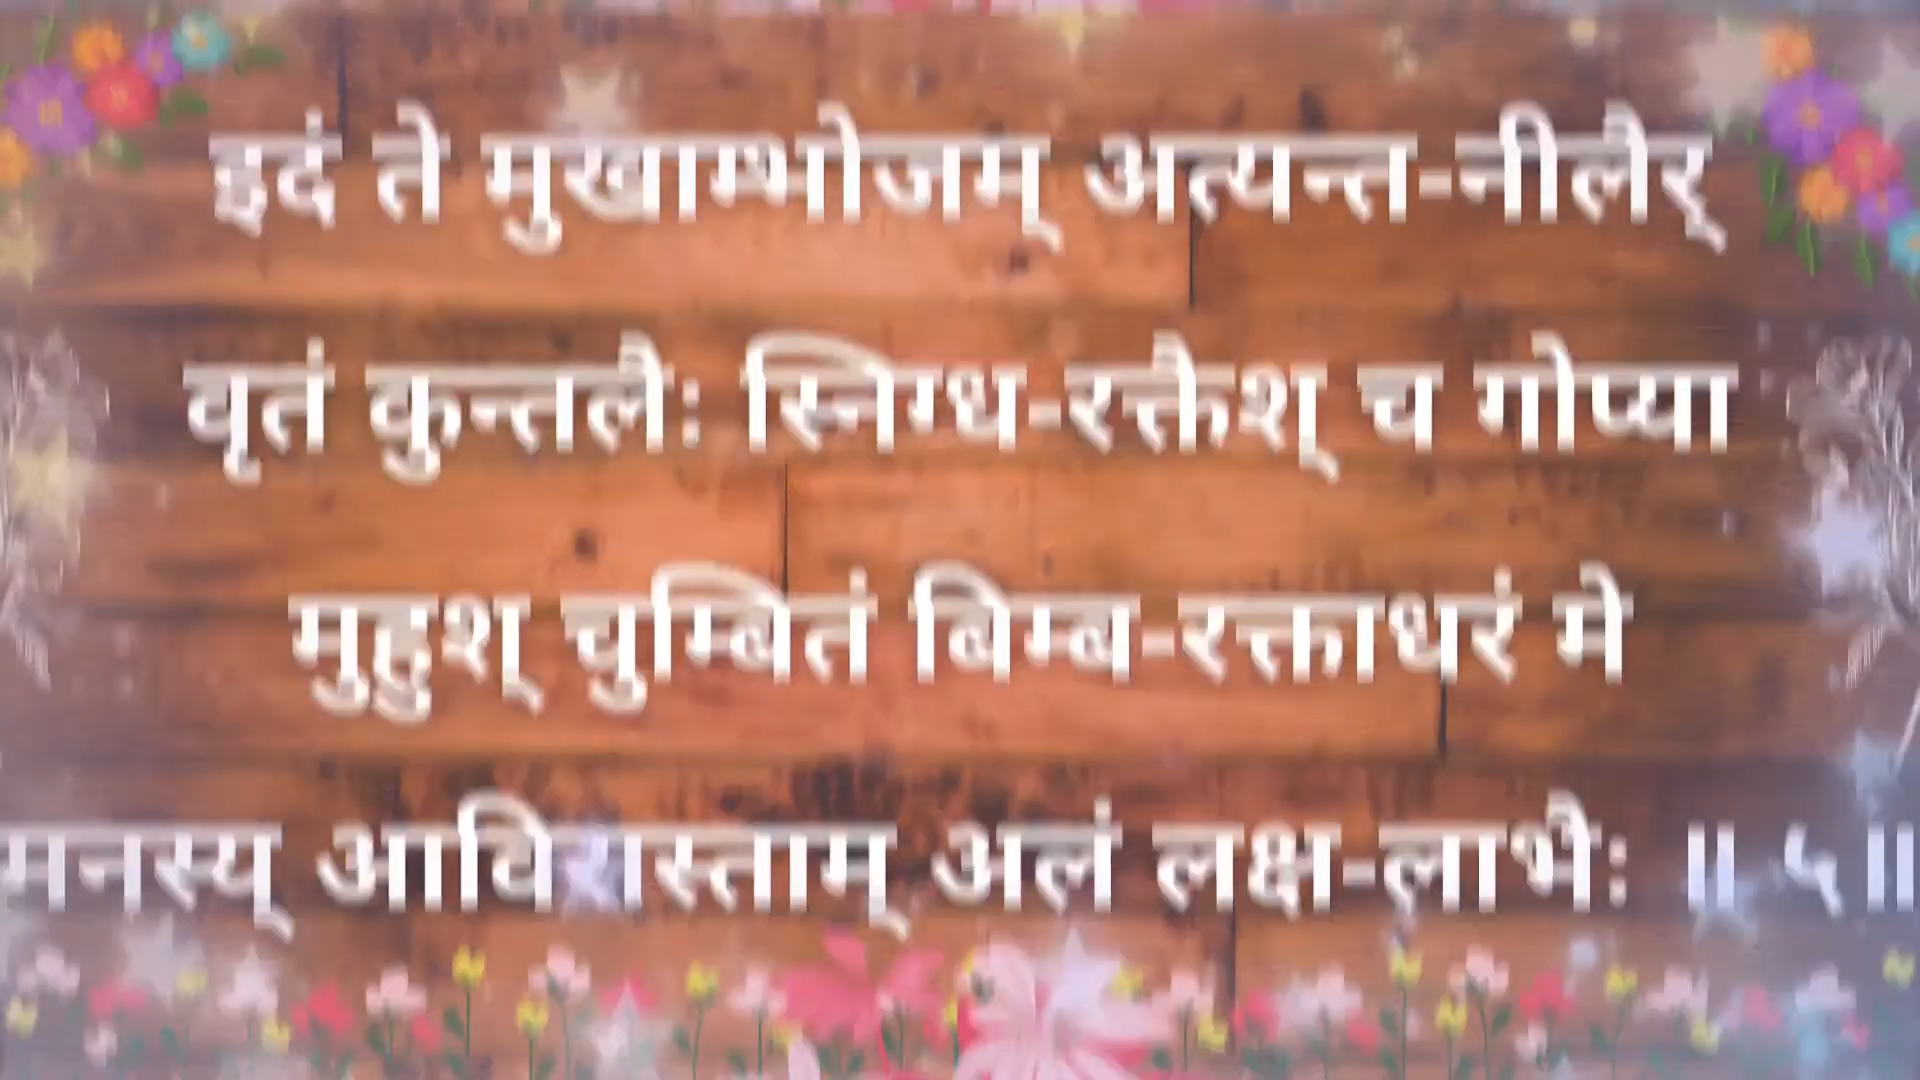 इदं ते मुखाम्भोजम् अत्यन्त-नीलैर्
वृतं कुन्तलैः स्निग्ध-रक्तैश् च गोप्या
मुहुश् चुम्बितं बिम्ब-रक्ताधरं मे
मनस्य् आविरास्ताम् अलं लक्ष-लाभैः ॥ ५॥